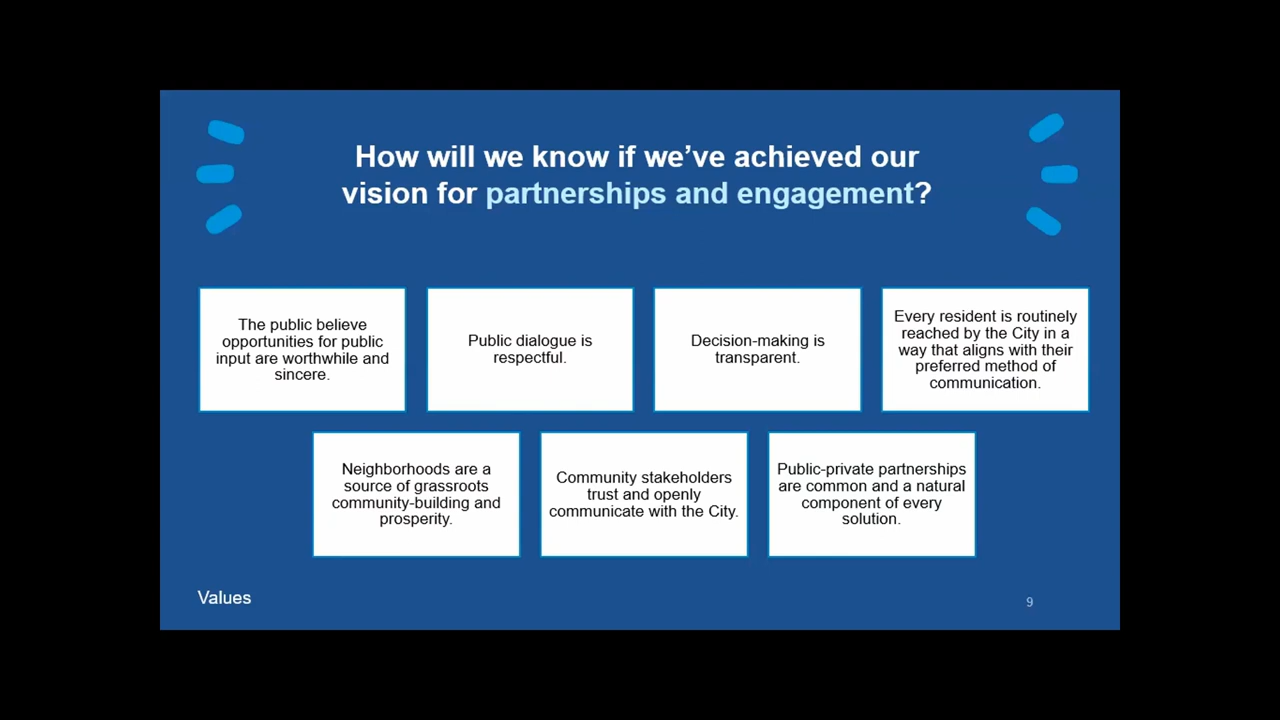 How will we know if we’ve achieved our
vision for partnerships and engagement?
The public believe
opportunities for public
input are worthwhile and
sincere.
Public dialogue is
respectful.
Decision-making is
transparent.
Every resident is routinely
reached by the City in a
way that aligns with their
preferred method of
communication.
Neighborhoods are a
source of grassroots
community-building and
prosperity.
Community stakeholders
trust and openly
communicate with the City.
Public-private partnerships
are common and a natural
component of every
solution.
Values
9